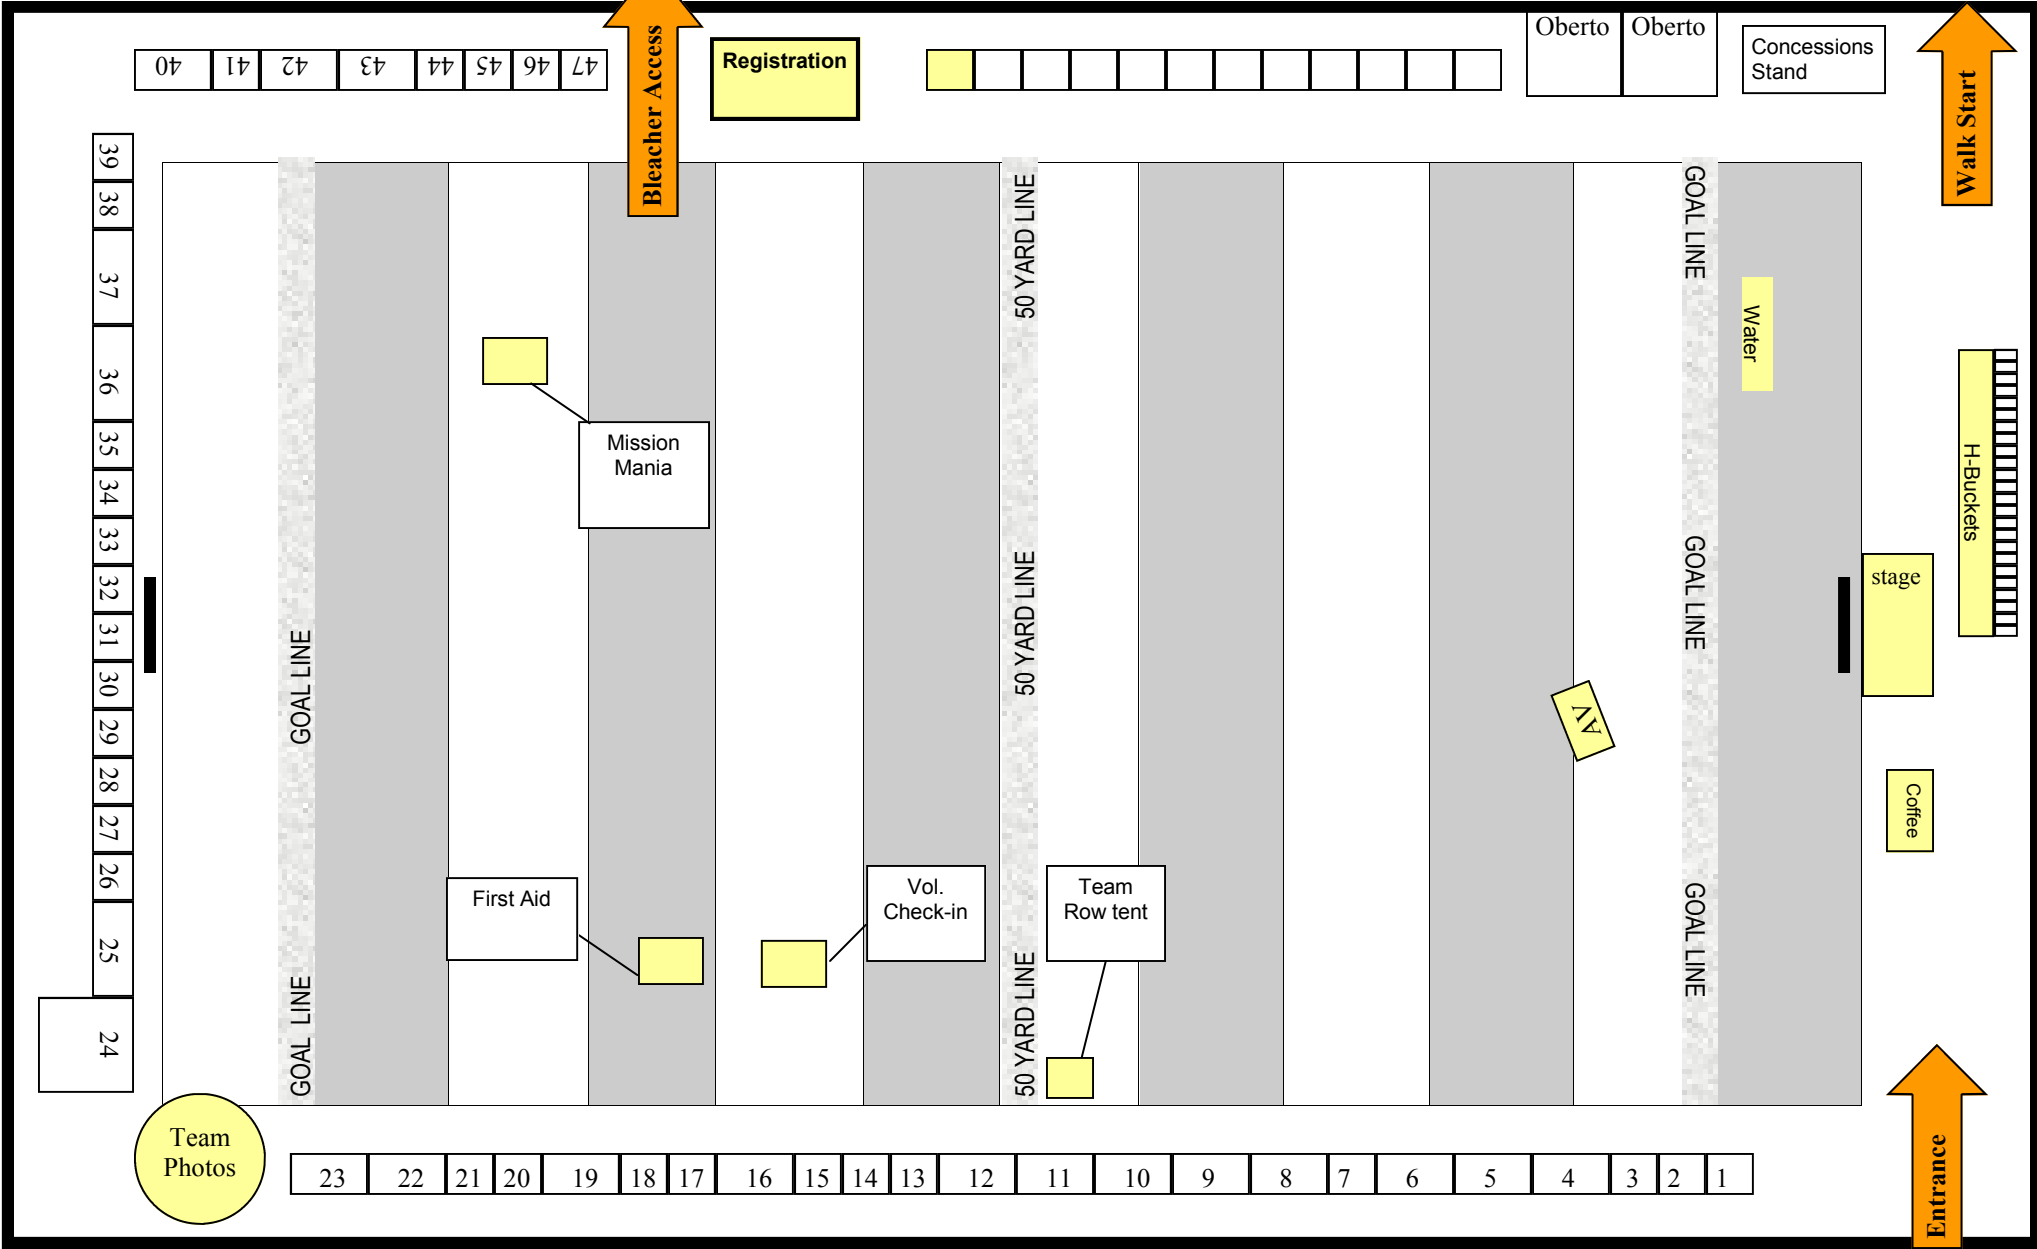 Oberto
Oberto
Concessions
Stand
Walk Start
Bleacher Access
Registration
40
41
42
43
44
45
46
47
39
38
37
36
35
34
33
32
31
30
29
28
27
26
25
24
GOAL LINE
GOAL LINE
50 YARD LINE
50 YARD LINE
50 YARD LINE
GOAL LINE
GOAL LINE
GOAL LINE
Water
H-Buckets
Mission
Mania
stage
AV
Coffee
First Aid
Vol.
Check-in
Team
Row tent
Team
Photos
23
22
21
20
19
18
17
16
15
14
13
12
11
10
9
8
7
6
5
4
3
2
1
Entrance